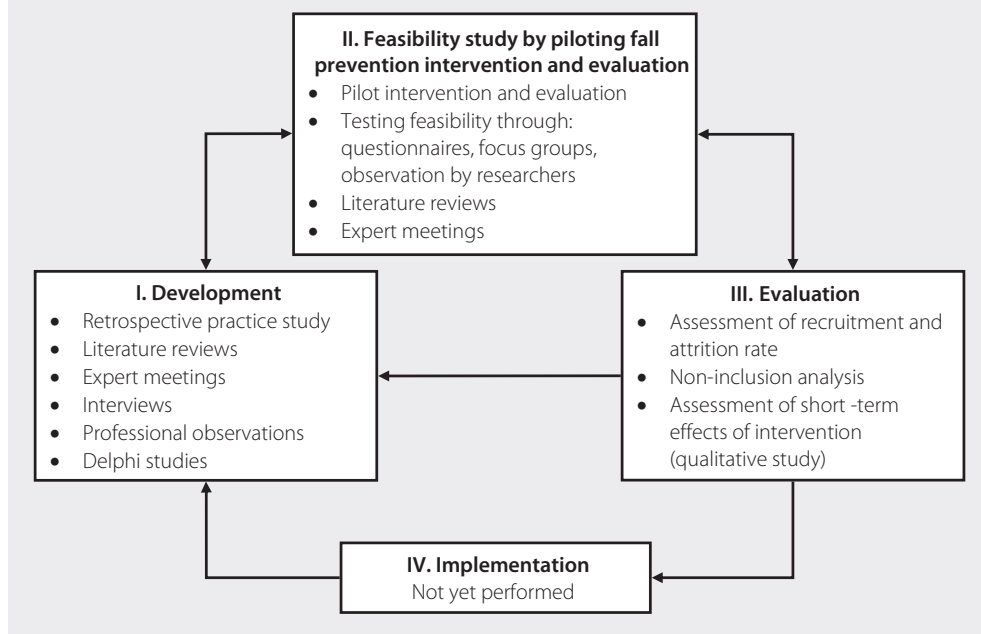 II. Feasibility study by piloting fall
prevention intervention and evaluation
• Pilot intervention and evaluation
• Testing feasibility through:
questionnaires, focus groups,
observation by researchers
• Literature reviews
• Expert meetings
I. Development
• Retrospective practice study
• Literature reviews
• Expert meetings
• Interviews
• Professional observations
• Delphi studies
III. Evaluation
• Assessment of recruitment and
attrition rate
• Non-inclusion analysis
• Assessment of short -term
effects of intervention
(qualitative study)
IV. Implementation
Not yet performed